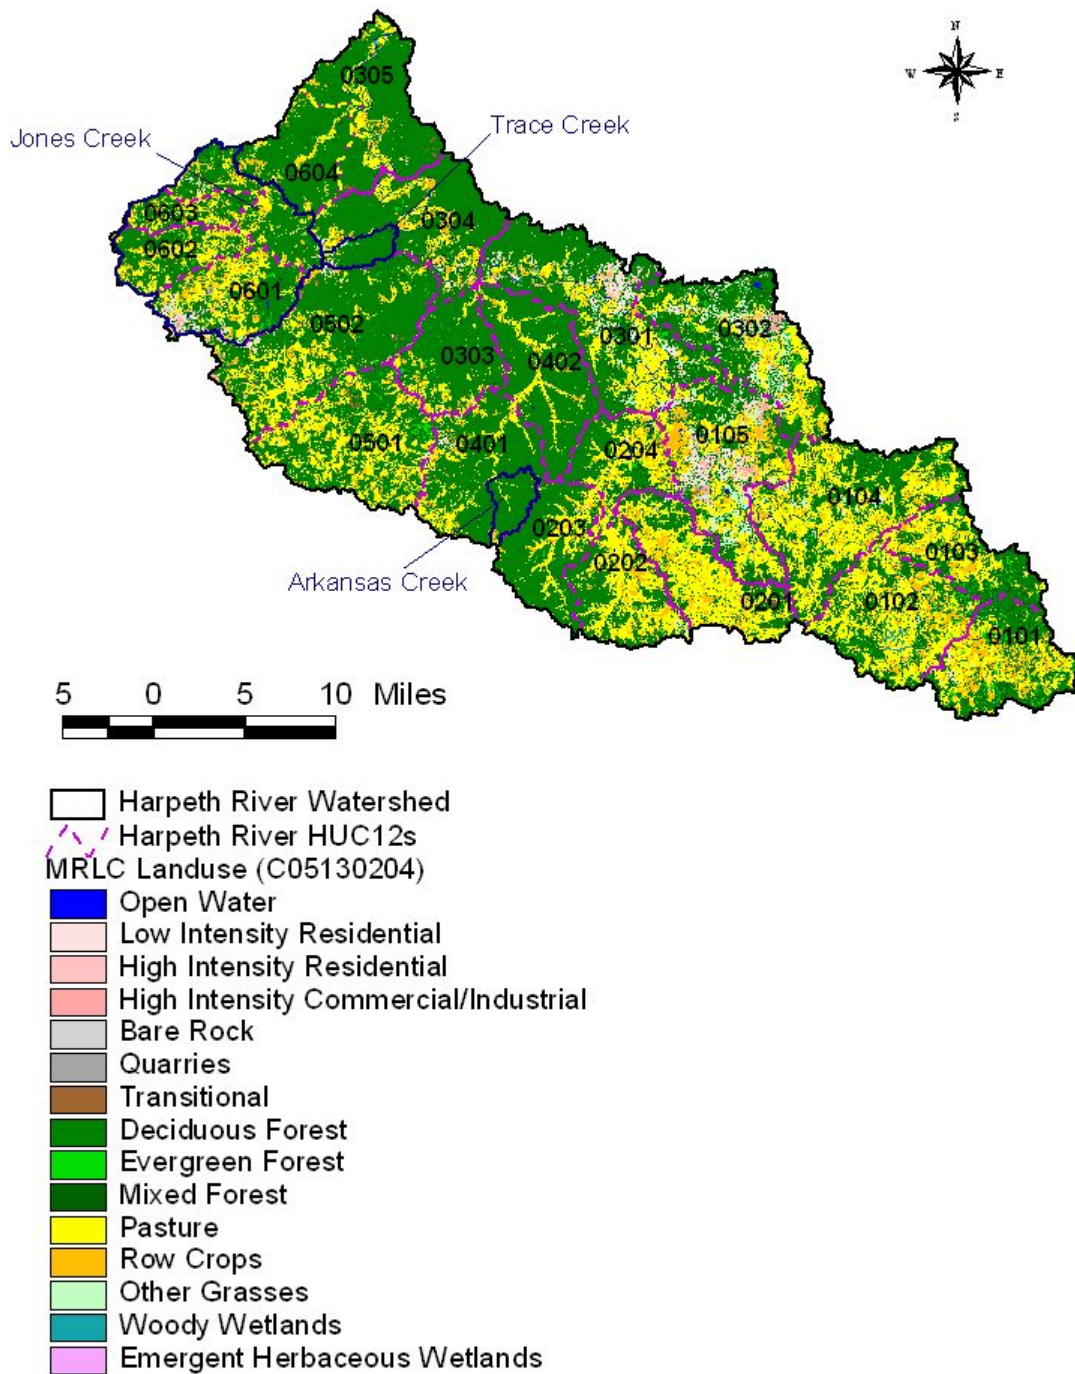 N
W E
S
0305
Jones Creek
Trace Creek
0604
0603
0304
0602
0601
0502
0301
0302
0303
0402
0501
0401
0204
0105
0104
0203
0202
0103
Arkansas Creek
0201
0102
0101
5 0 5 10 Miles
Harpeth River Watershed
Harpeth River HUC12s
MRLC Landuse (C05130204)
Open Water
Low Intensity Residential
High Intensity Residential
High Intensity Commercial/Industrial
Bare Rock
Quarries
Transitional
Deciduous Forest
Evergreen Forest
Mixed Forest
Pasture
Row Crops
Other Grasses
Woody Wetlands
Emergent Herbaceous Wetlands